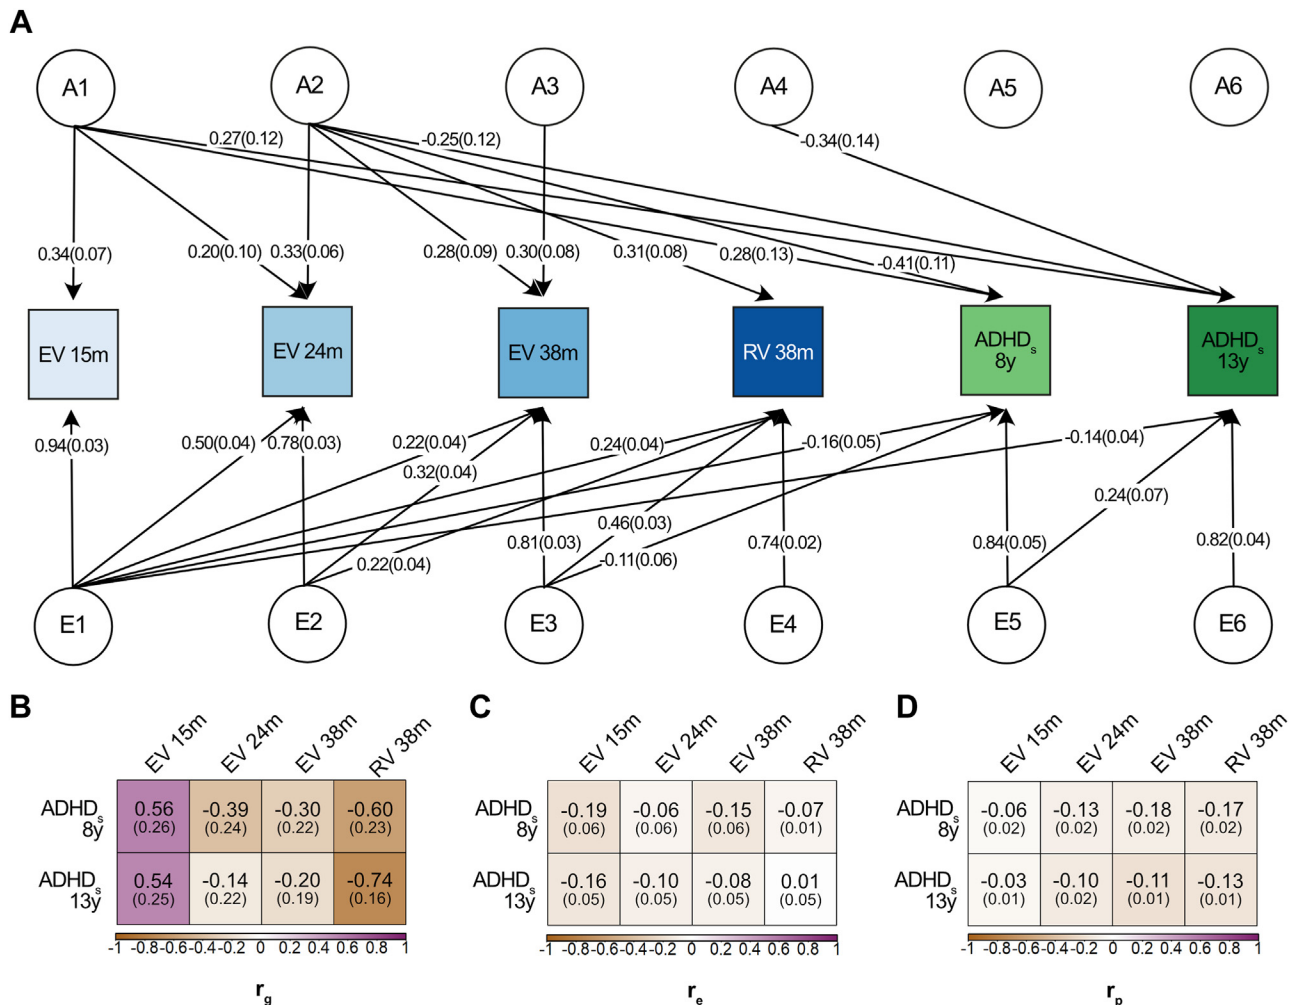 A
A1
A2
A3
A4
A5
A6
0.27(0.12)
-0.25(0.12)
-0.34(0.14)
0.34(0.07)
0.20(0.10)
0.33(0.06)
0.28(0.09)
0.30(0.08)
0.31(0.08)
0.28(0.13)
-0.41(0.11)
EV 15m
EV 24m
EV 38m
RV 38m
ADHDs
8y
ADHDs
13y
0.94(0.03)
0.50(0.04)
0.78(0.03)
0.22(0.04)
0.32(0.04)
0.24(0.04)
-0.16(0.05)
-0.14(0.04)
0.22(0.04)
0.81(0.03)
0.46(0.03)
-0.11(0.06)
0.74(0.02)
0.84(0.05)
0.24(0.07)
0.82(0.04)
E1
E2
E3
E4
E5
E6
B
EV 15m
EV 24m
EV 38m
RV 38m
ADHDs
8y
0.56 -0.39 -0.30 -0.60
(0.26) (0.24) (0.22) (0.23)
ADHDs
13y
0.54 -0.14 -0.20 -0.74
(0.25) (0.22) (0.19) (0.16)
-1 -0.8 -0.6 -0.4 -0.2 0 0.2 0.4 0.6 0.8 1
rg
C
EV 15m
EV 24m
EV 38m
RV 38m
ADHDs
8y
-0.19 -0.06 -0.15 -0.07
(0.06) (0.06) (0.06) (0.01)
ADHDs
13y
-0.16 -0.10 -0.08 0.01
(0.05) (0.05) (0.05) (0.05)
-1 -0.8 -0.6 -0.4 -0.2 0 0.2 0.4 0.6 0.8 1
re
D
EV 15m
EV 24m
EV 38m
RV 38m
ADHDs
8y
-0.06 -0.13 -0.18 -0.17
(0.02) (0.02) (0.02) (0.02)
ADHDs
13y
-0.03 -0.10 -0.11 -0.13
(0.01) (0.02) (0.01) (0.01)
-1 -0.8 -0.6 -0.4 -0.2 0 0.2 0.4 0.6 0.8 1
rp